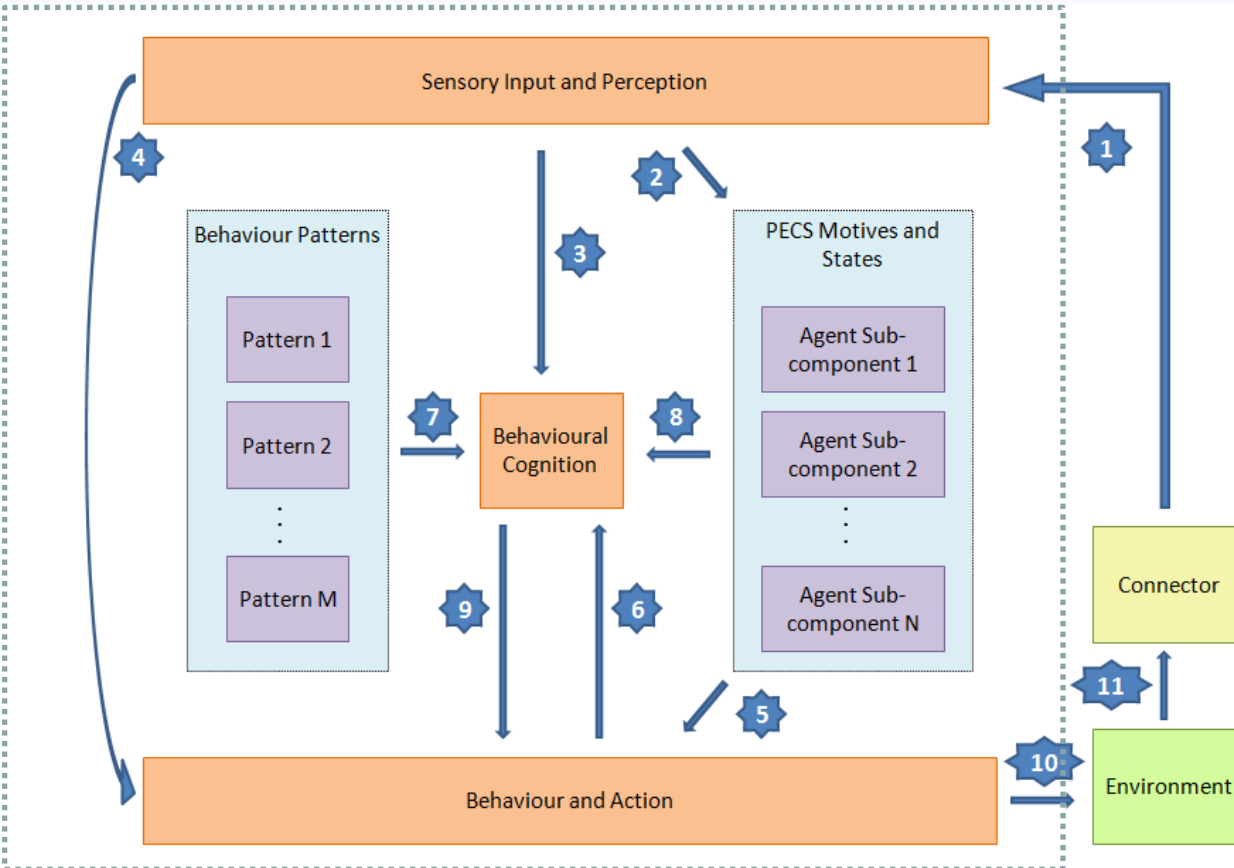 Sensory Input and Perception
1
4
2
3
Behaviour Patterns
Pattern 1
Pattern 2
Pattern M
PECS Motives and
States
Agent Sub-
component 1
Agent Sub-
component 2
Agent Sub-
component N
7
Behavioural
Cognition
8
9
6
5
Connector
11
10
Environment
Behaviour and Action